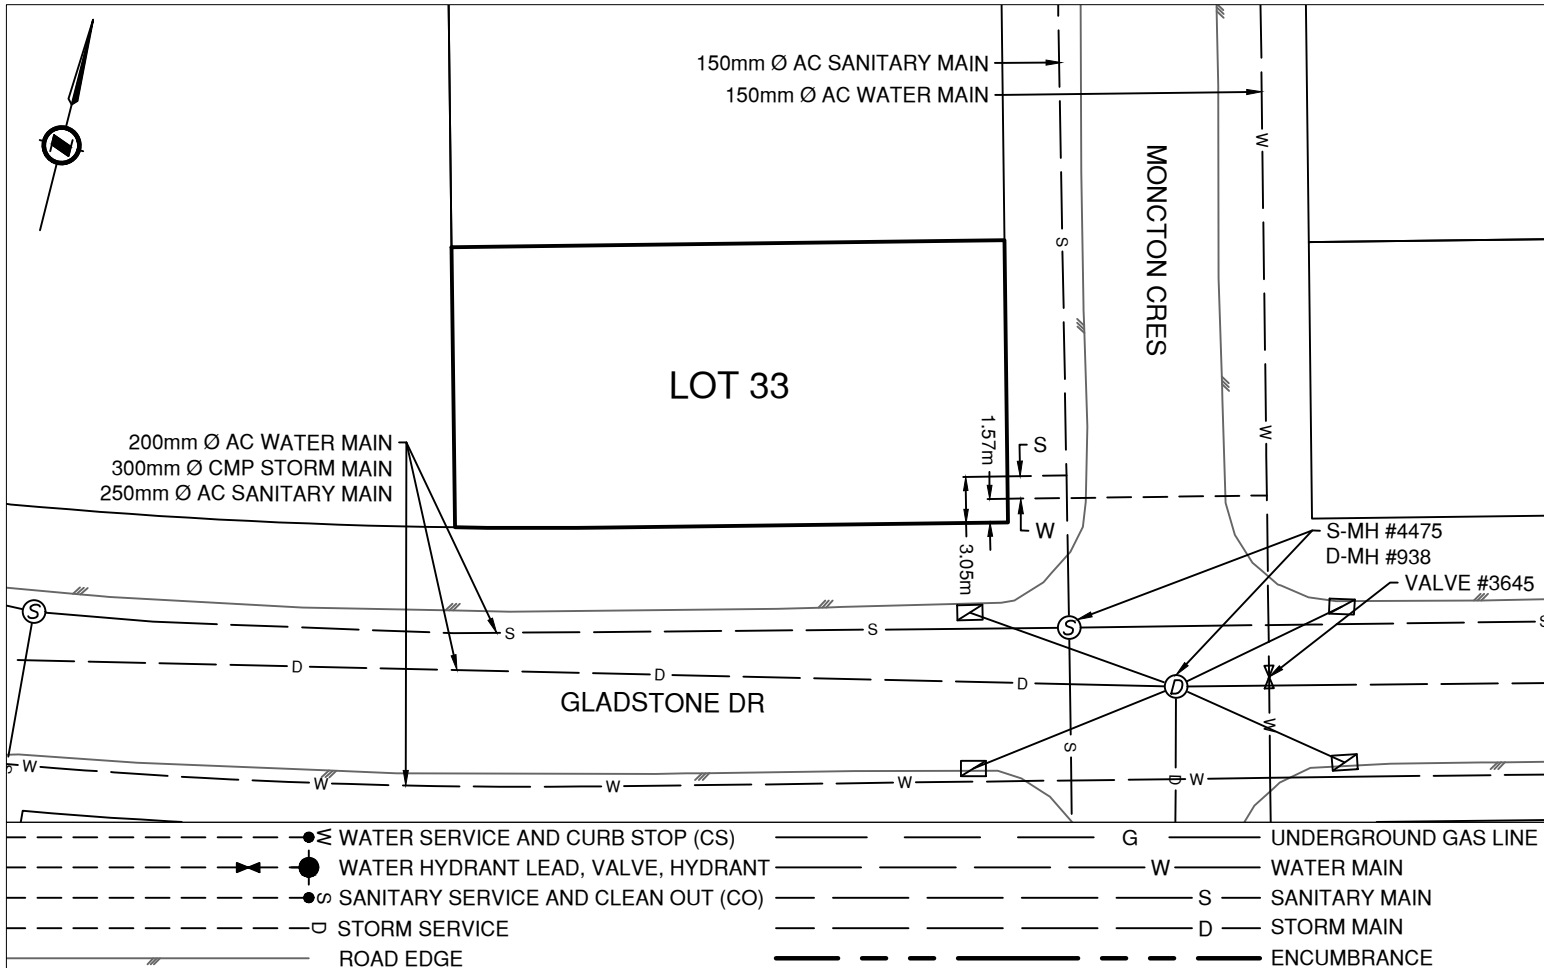 150mm Ø AC SANITARY MAIN
150mm Ø AC WATER MAIN
N
W
MONCTON CRES
S
LOT 33
200mm Ø AC WATER MAIN
300mm Ø CMP STORM MAIN
250mm Ø AC SANITARY MAIN
1.57m
S
W
W
3.05m
S-MH #4475
D-MH #938
VALVE #3645
S
S
S
S
S
D
D
D
D
GLADSTONE DR
W
S
S
W
W
W
W
D
W
W WATER SERVICE AND CURB STOP (CS)
WATER HYDRANT LEAD, VALVE, HYDRANT
S SANITARY SERVICE AND CLEAN OUT (CO)
D STORM SERVICE
ROAD EDGE
G UNDERGROUND GAS LINE
W WATER MAIN
S SANITARY MAIN
D STORM MAIN
ENCUMBRANCE